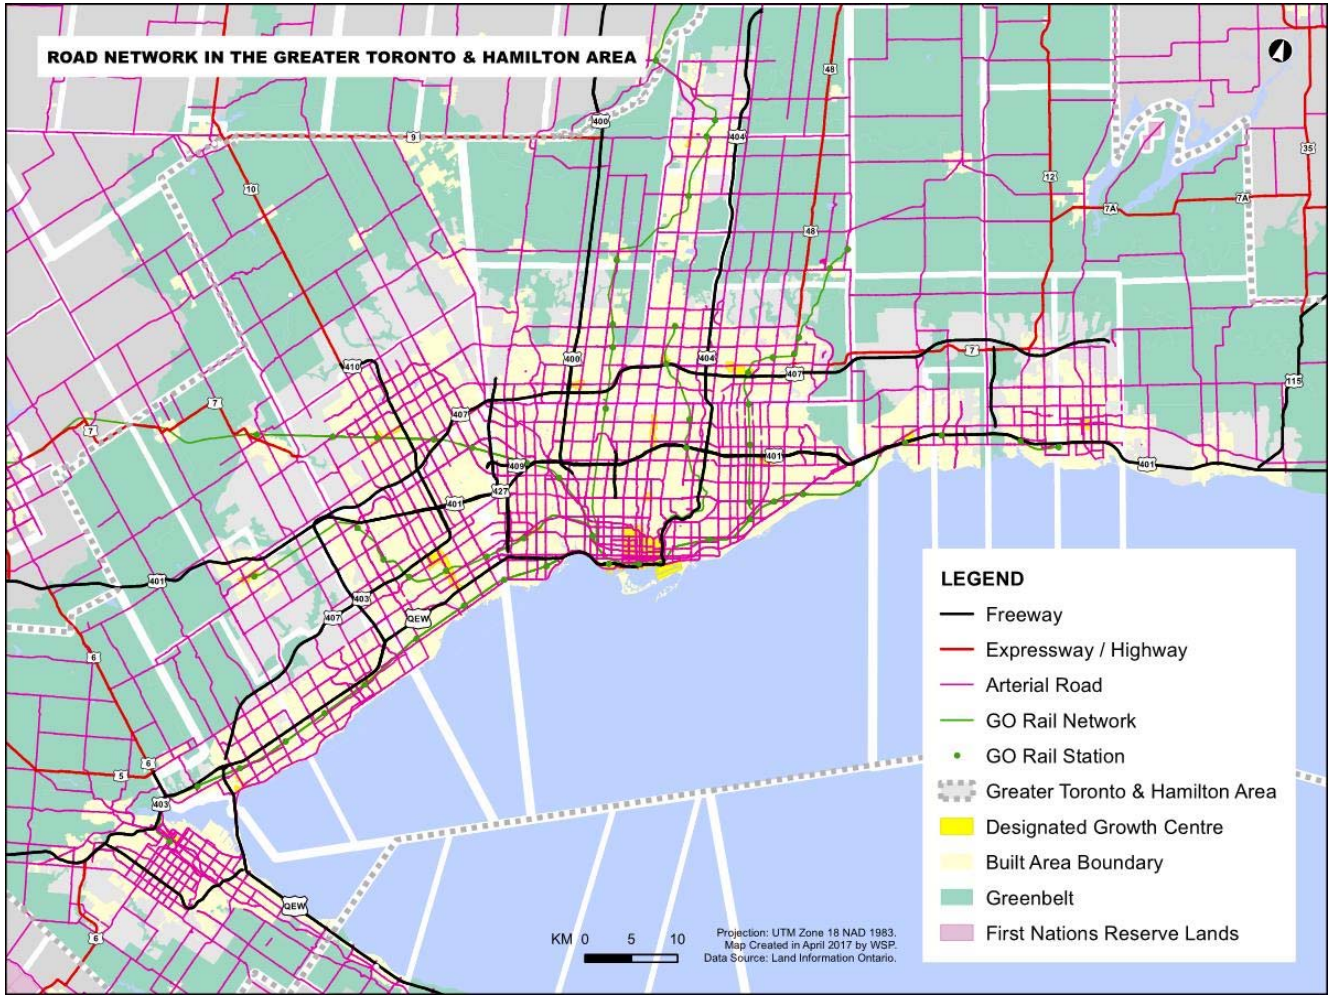 ROAD NETWORK IN THE GREATER TORONTO & HAMILTON AREA
48
400
404
9
35
12
10
7A
7A
48
400
404
7
410
407
115
7
407
7
401
409
401
427
401
401
403
407
QEW
6
6
5
403
QEW
6
LEGEND
Freeway
Expressway / Highway
Arterial Road
GO Rail Network
GO Rail Station
Greater Toronto & Hamilton Area
Designated Growth Centre
Built Area Boundary
Greenbelt
First Nations Reserve Lands
KM 0 5 10
Projection: UTM Zone 18 NAD 1983.
Map Created in April 2017 by WSP.
Data Source: Land Information Ontario.